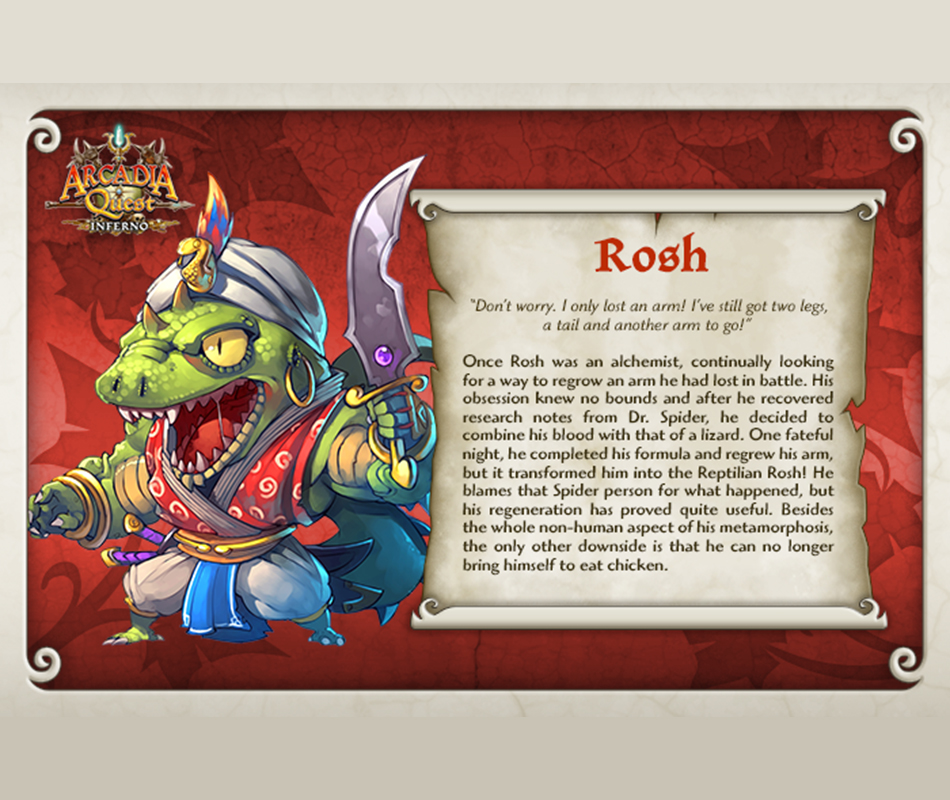 ARCADIA
Quest
INFERNO
Rosh
"Don't worry. I only lost an arm! I've still got two legs,
a tail and another arm to go!"
Once Rosh was an alchemist, continually looking
for a way to regrow an arm he had lost in battle. His
obsession knew no bounds and after he recovered
research notes from Dr. Spider, he decided to
combine his blood with that of a lizard. One fateful
night, he completed his formula and regrew his arm,
but it transformed him into the Reptilian Rosh! He
blames that Spider person for what happened, but
his regeneration has proved quite useful. Besides
the whole non-human aspect of his metamorphosis,
the only other downside is that he can no longer
bring himself to eat chicken.